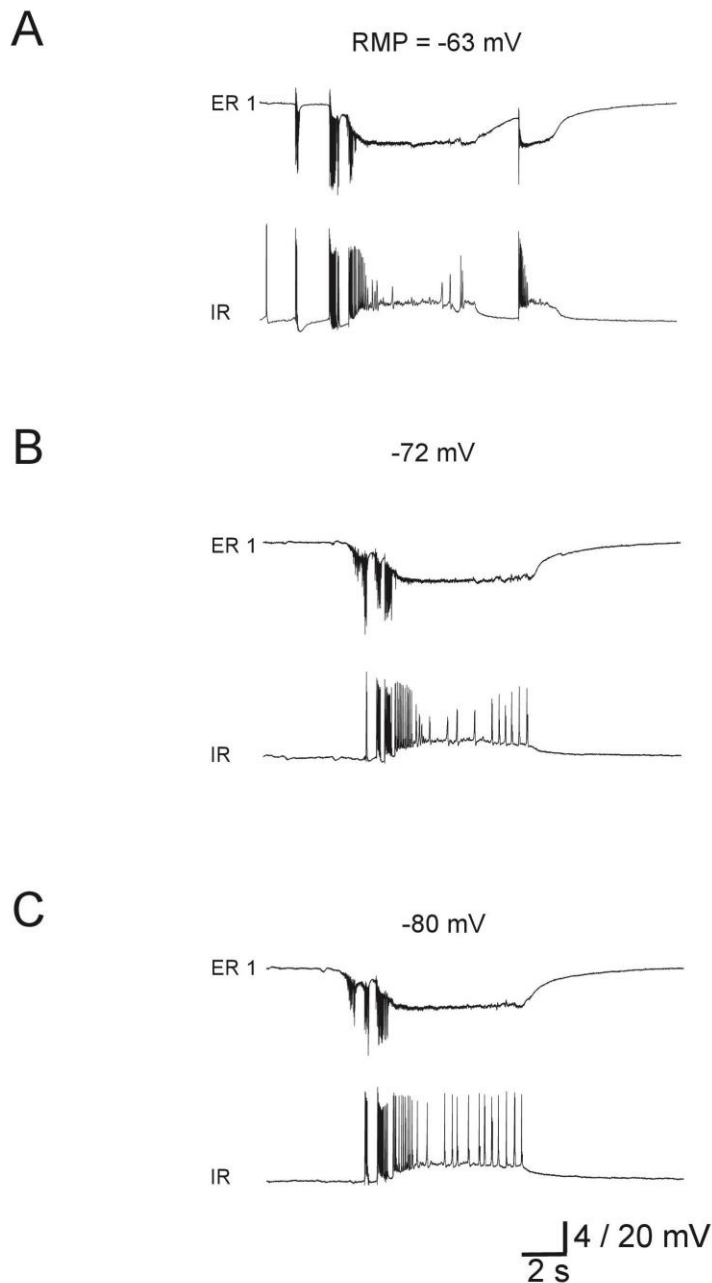 A
RMP = -63 mV
ER 1
IR
B
-72 mV
ER 1
IR
C
-80 mV
ER 1
IR
4 / 20 mV
2 s